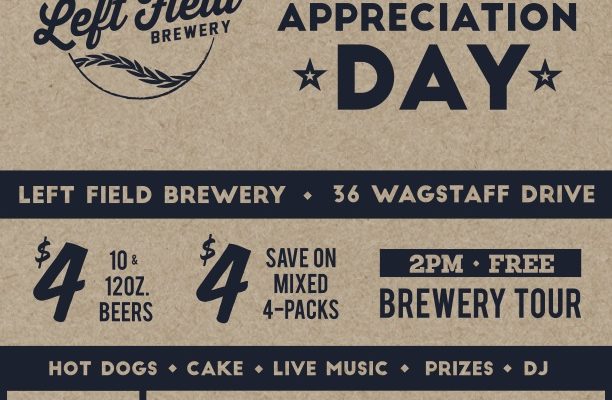 Left Field
BREWERY
APPRECIATION
DAY
LEFT FIELD BREWERY • 36 WAGSTAFF DRIVE
$4 10 & 12OZ. BEERS
$4 SAVE ON MIXED 4-PACKS
2PM • FREE
BREWERY TOUR
HOT DOGS • CAKE • LIVE MUSIC • PRIZES • DJ